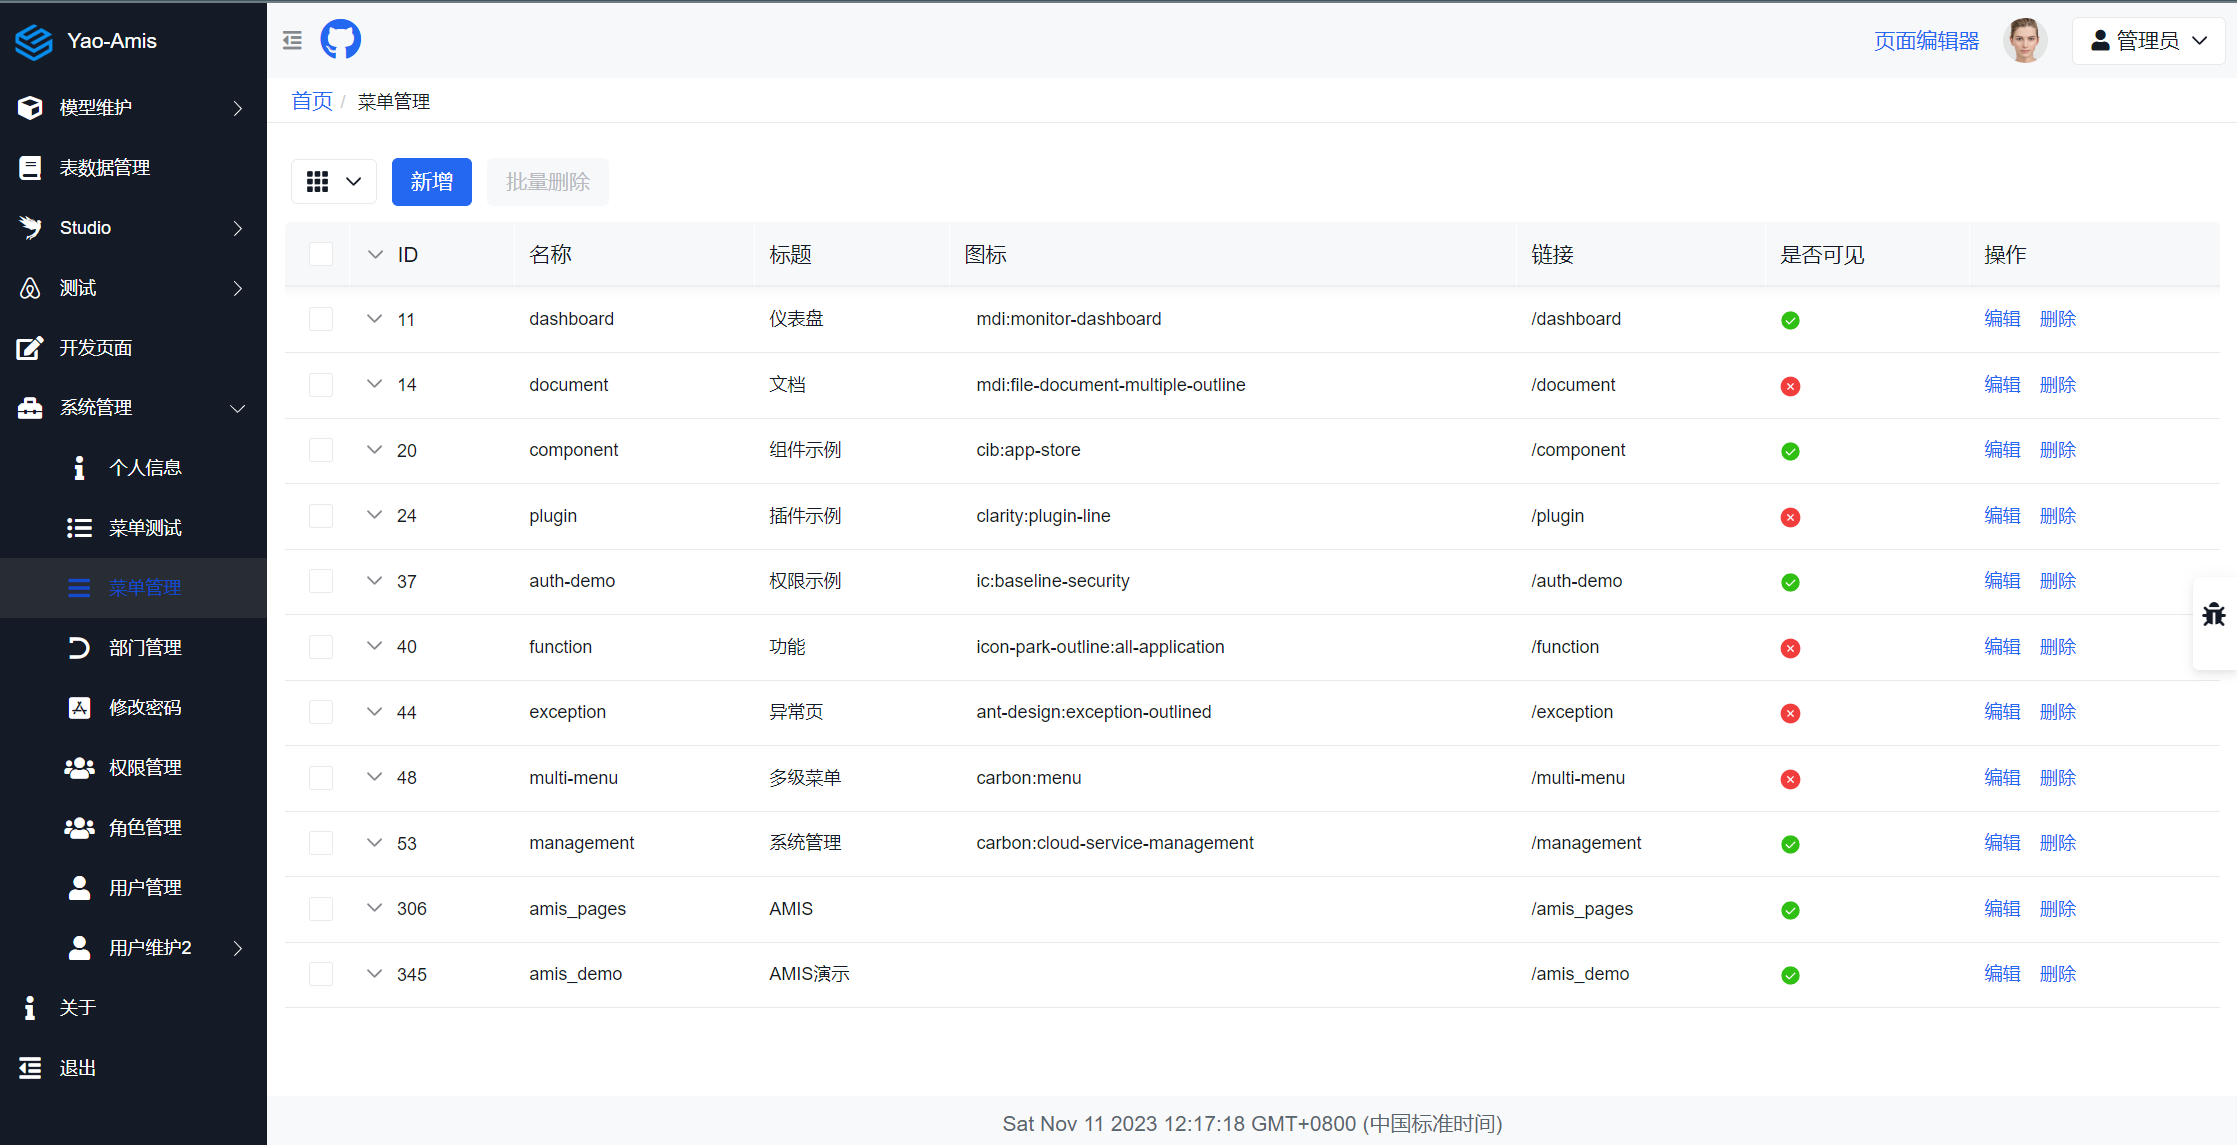 Yao-Amis
模型维护
表数据管理
Studio
测试
开发页面
系统管理
个人信息
菜单测试
菜单管理
部门管理
修改密码
权限管理
角色管理
用户管理
用户维护2
关于
退出
页面编辑器 管理员
首页 / 菜单管理
新增 批量删除
ID 名称 标题 图标 链接 是否可见 操作
11 dashboard 仪表盘 mdi:monitor-dashboard /dashboard 编辑 删除
14 document 文档 mdi:file-document-multiple-outline /document 编辑 删除
20 component 组件示例 cib:app-store /component 编辑 删除
24 plugin 插件示例 clarity:plugin-line /plugin 编辑 删除
37 auth-demo 权限示例 ic:baseline-security /auth-demo 编辑 删除
40 function 功能 icon-park-outline:all-application /function 编辑 删除
44 exception 异常页 ant-design:exception-outlined /exception 编辑 删除
48 multi-menu 多级菜单 carbon:menu /multi-menu 编辑 删除
53 management 系统管理 carbon:cloud-service-management /management 编辑 删除
306 amis_pages AMIS /amis_pages 编辑 删除
345 amis_demo AMIS演示 /amis_demo 编辑 删除
Sat Nov 11 2023 12:17:18 GMT+0800 (中国标准时间)